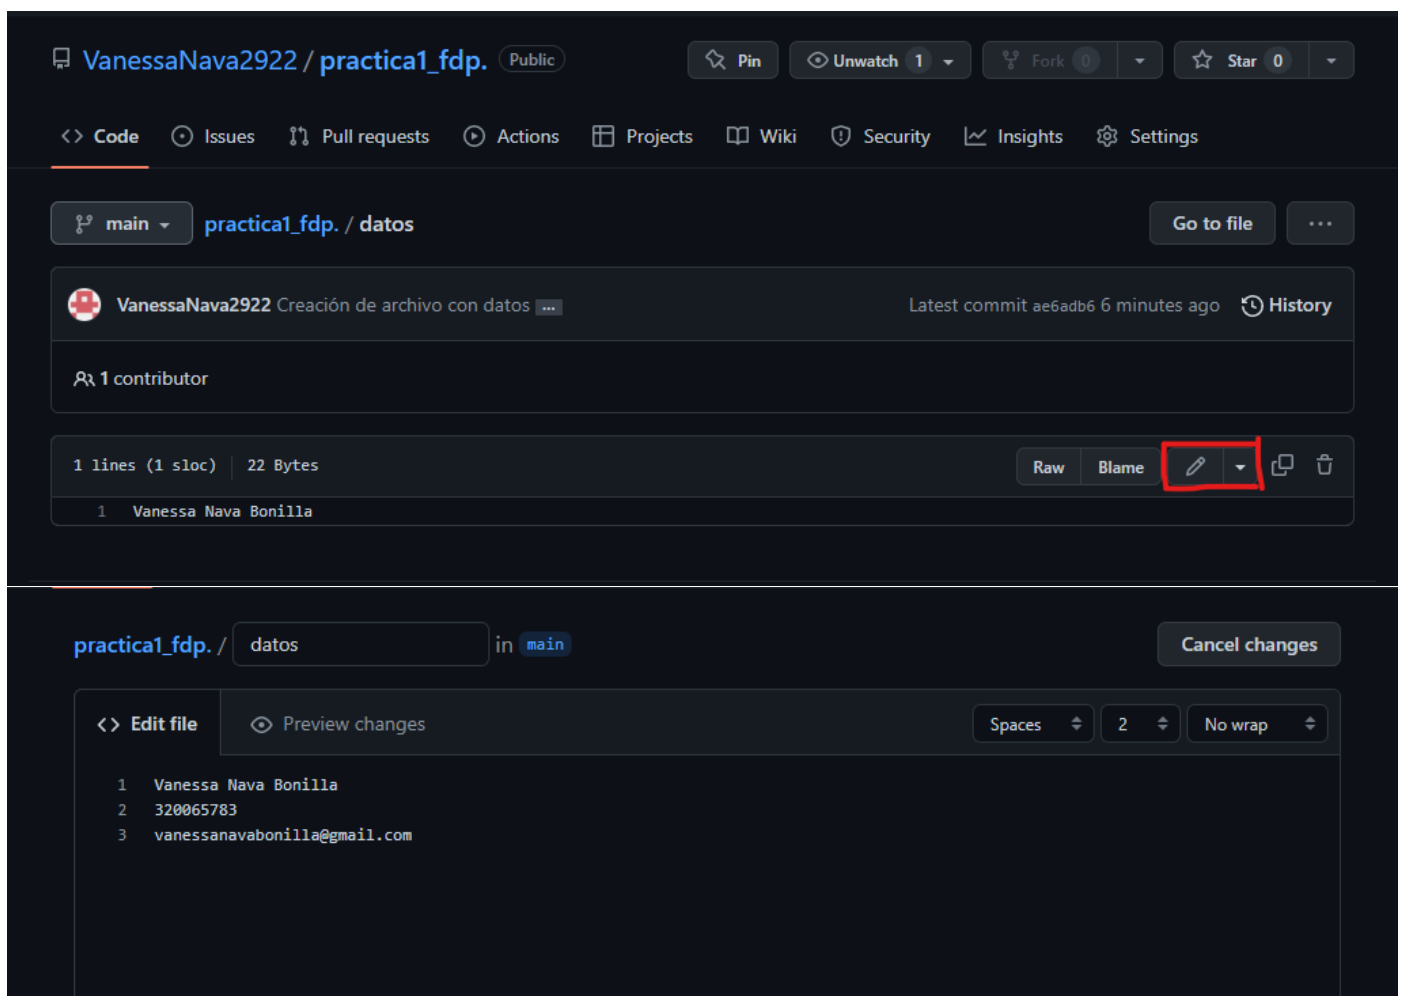 VanessaNava2922 / practica1_fdp. Public Pin Unwatch 1 Fork 0 Star 0
Code Issues Pull requests Actions Projects Wiki Security Insights Settings
main practica1_fdp. / datos Go to file ...
VanessaNava2922 Creación de archivo con datos ... Latest commit ae6adb6 6 minutes ago History
1 contributor
1 lines (1 sloc) 22 Bytes Raw Blame
1 Vanessa Nava Bonilla
practica1_fdp. / datos in main Cancel changes
Edit file Preview changes Spaces 2 No wrap
1 Vanessa Nava Bonilla
2 320065783
3 vanessanavabonilla@gmail.com